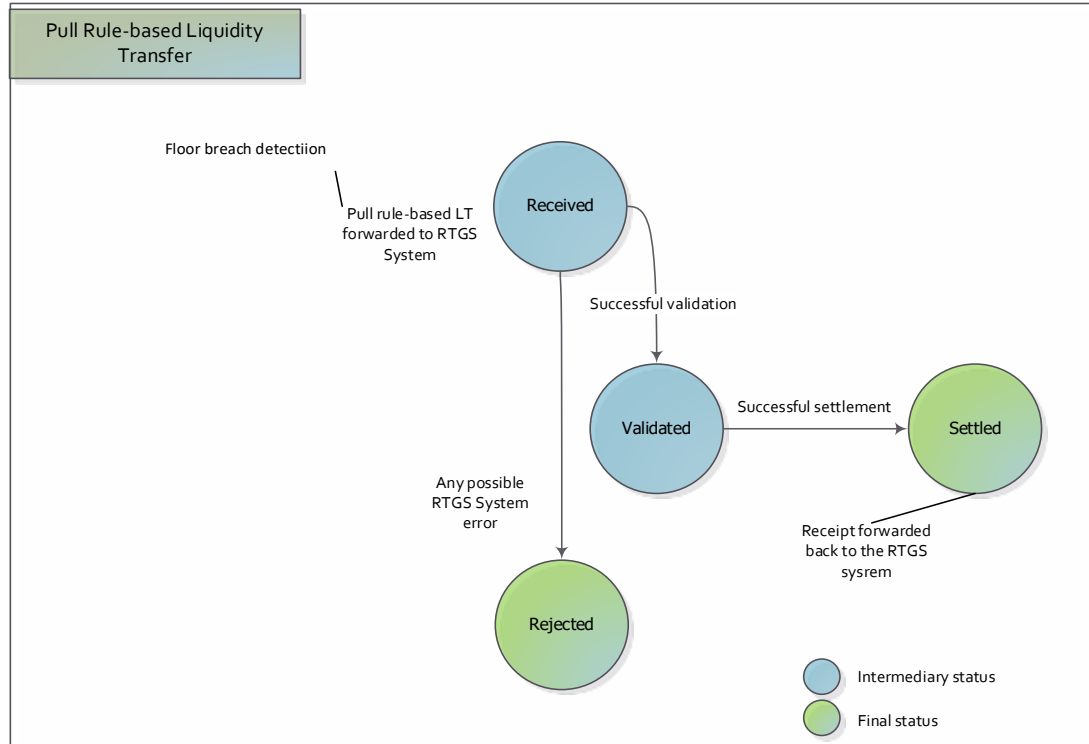 Pull Rule-based Liquidity
Transfer
Floor breach detectiion
Pull rule-based LT
forwarded to RTGS
System
Received
Successful validation
Validated
Successful settlement
Settled
Any possible
RTGS System
error
Receipt forwarded
back to the RTGS
sysrem
Rejected
Intermediary status
Final status